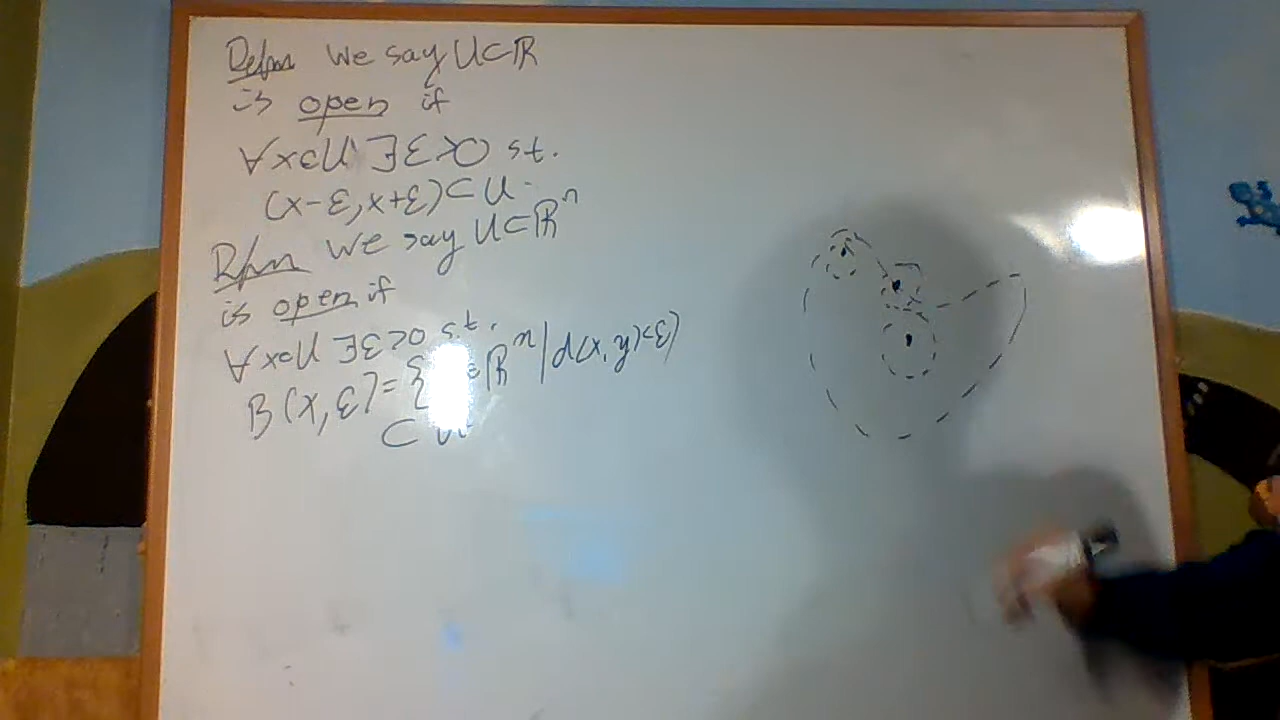 Defn We say U⊂ℝ
is open if
∀x∈U ∃ε>0 s.t.
(x-ε,x+ε)⊂U.
Defn We say U⊂ℝⁿ
is open if
∀x∈U ∃ε>0 s.t.
B(x,ε)={ ∈ℝⁿ|d(x,y)<ε}
⊂ U